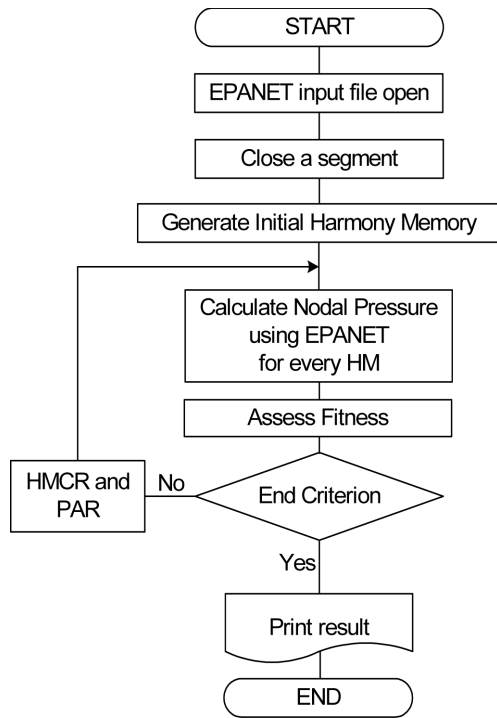 START
EPANET input file open
Close a segment
Generate Initial Harmony Memory
Calculate Nodal Pressure
using EPANET
for every HM
Assess Fitness
HMCR and
PAR
No
End Criterion
Yes
Print result
END